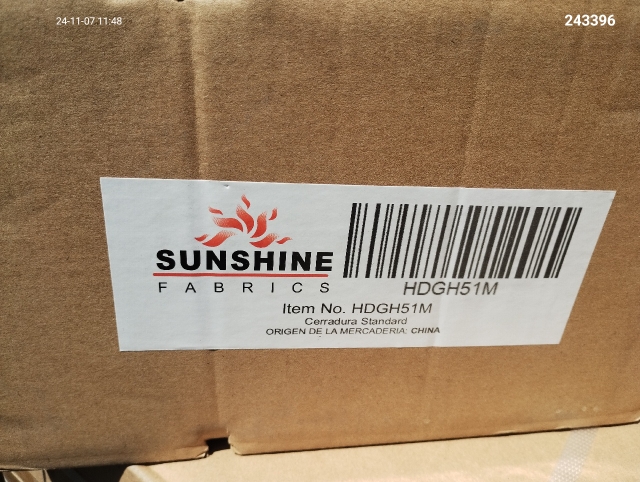 24-11-07 11:48
243396
SUNSHINE
FABRICS
HDGH51M
Item No. HDGH51M
Cerradura Standard
ORIGEN DE LA MERCADERIA: CHINA